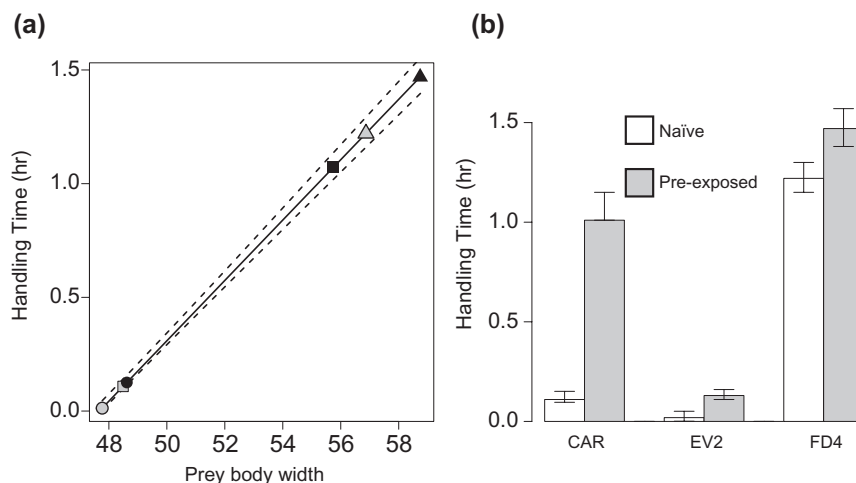 (a)
1.5
1.0
0.5
0.0
Handling Time (hr)
48 50 52 54 56 58
Prey body width
(b)
1.5
1.0
0.5
0.0
Handling Time (hr)
Naïve
Pre-exposed
CAR EV2 FD4